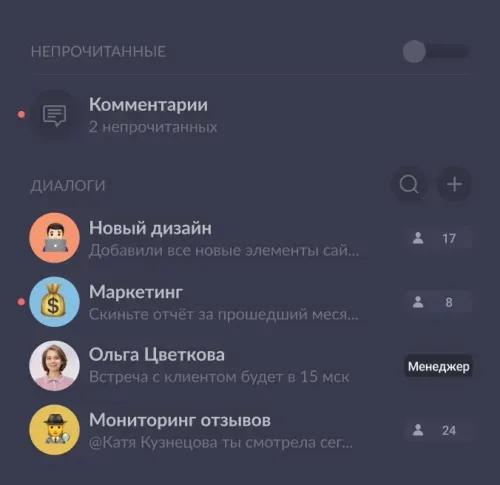 НЕПРОЧИТАННЫЕ
Комментарии
2 непрочитанных
ДИАЛОГИ
Новый дизайн
Добавили все новые элементы сай...
17
Маркетинг
Скиньте отчёт за прошедший меся...
8
Ольга Цветкова
Встреча с клиентом будет в 15 мск
Менеджер
Мониторинг отзывов
@Катя Кузнецова ты смотрела сег...
24